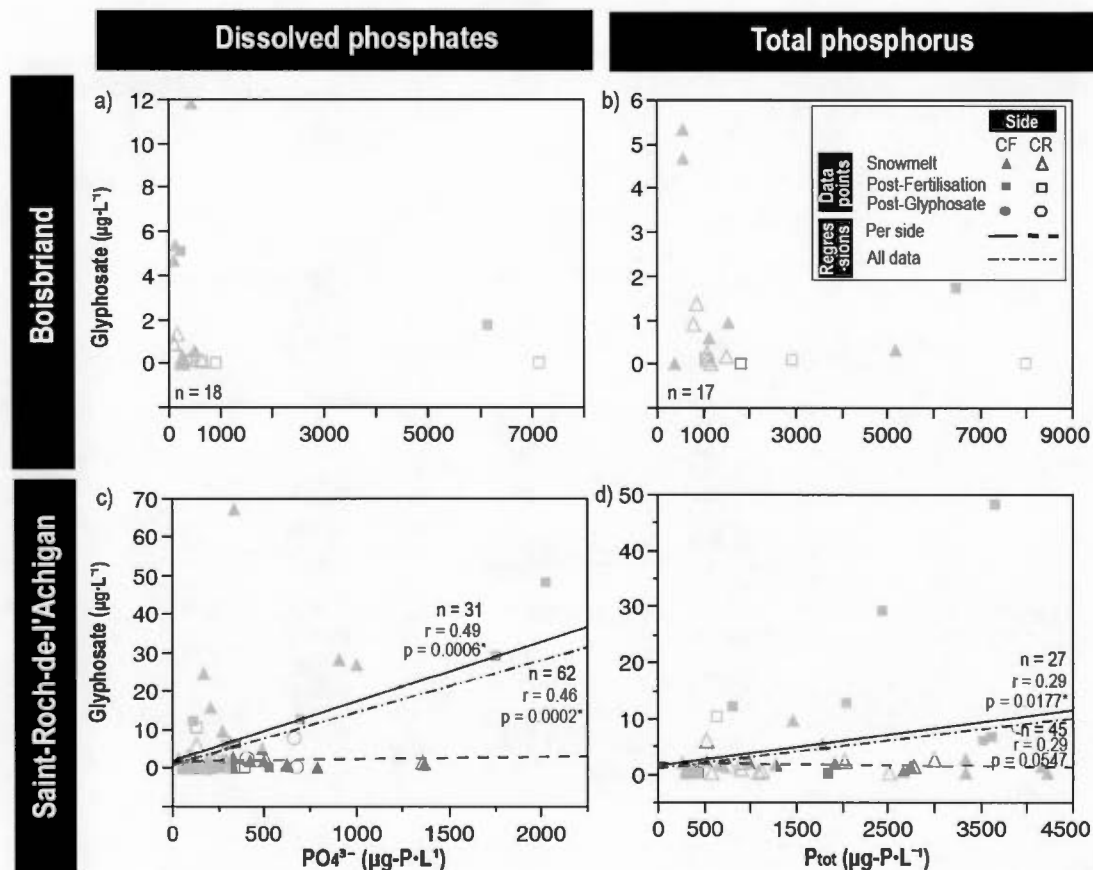 Dissolved phosphates
Total phosphorus
Boisbriand
a)
Glyphosate (µg·L⁻¹)
12
10
8
6
4
2
0
n = 18
0 1000 3000 5000 7000
b)
6
5
4
3
2
1
0
n = 17
0 1000 3000 5000 7000 9000
Side
CF CR
Data points
Snowmelt
Post-Fertilisation
Post-Glyphosate
Regres-sions
Per side
All data
Saint-Roch-de-l'Achigan
c)
Glyphosate (µg·L⁻¹)
70
60
50
40
30
20
10
0
n = 31
r = 0.49
p = 0.0006*
n = 62
r = 0.46
p = 0.0002*
0 500 1000 1500 2000
PO₄³⁻ (µg-P·L¹)
d)
50
40
30
20
10
0
n = 27
r = 0.29
p = 0.0177*
n = 45
r = 0.29
p = 0.0547
0 500 1500 2500 3500 4500
Ptot (µg-P·L⁻¹)